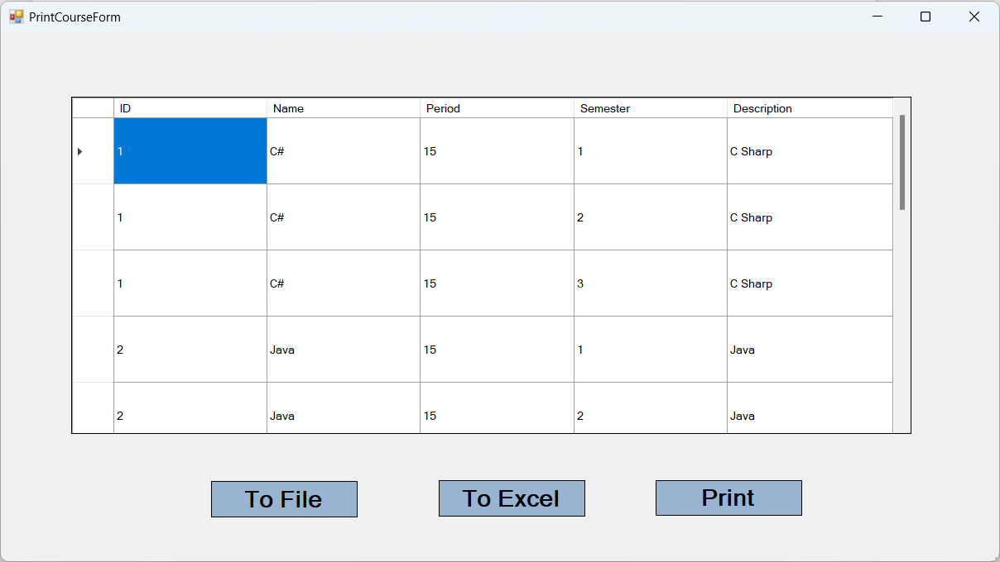 PrintCourseForm
ID Name Period Semester Description
1 C# 15 1 C Sharp
1 C# 15 2 C Sharp
1 C# 15 3 C Sharp
2 Java 15 1 Java
2 Java 15 2 Java
To File To Excel Print